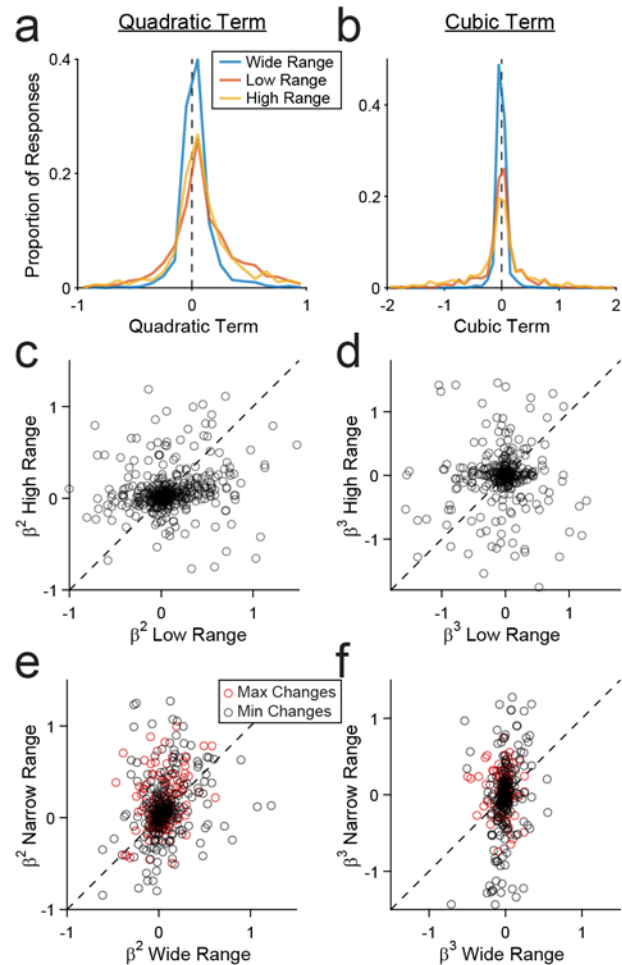 a Quadratic Term
b Cubic Term
Proportion of Responses
0.4
0.2
0
-1 0 1
Quadratic Term
Wide Range
Low Range
High Range
0.4
0.2
0
-2 -1 0 1 2
Cubic Term
c
β² High Range
1
0
-1
-1 0 1
β² Low Range
d
β³ High Range
1
0
-1
-1 0 1
β³ Low Range
e
β² Narrow Range
1
0
-1
-1 0 1
β² Wide Range
Max Changes
Min Changes
f
β³ Narrow Range
1
0
-1
-1 0 1
β³ Wide Range